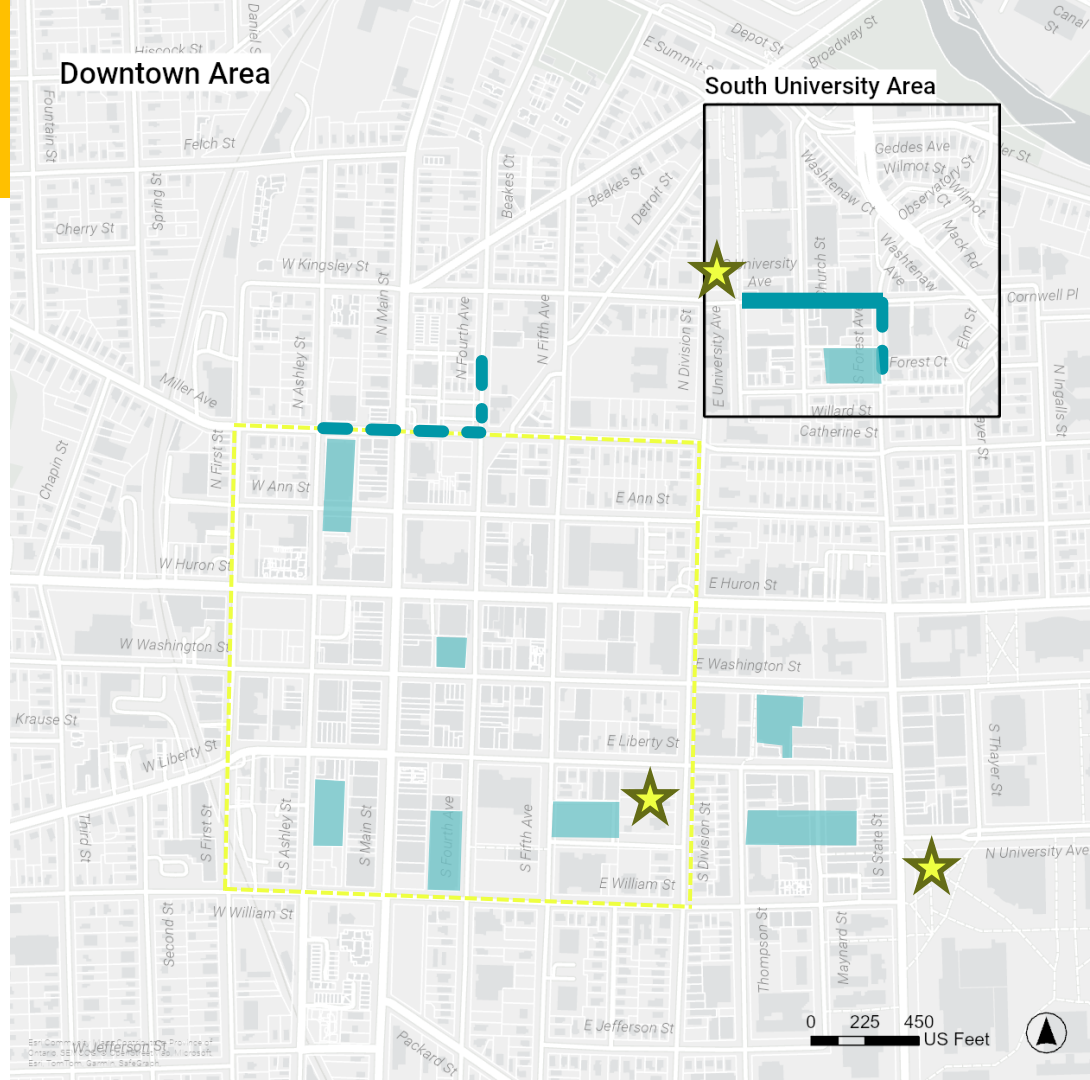 Downtown Area
South University Area
Hiscock St
Daniel S
Fountain St
Felch St
Spring St
Cherry St
Beakes Ct
Beakes St
Detroit St
E Summit S
Depot St
Broadway St
Canal
St
Geddes Ave
Wilmot St
Observatory St
Wilmot
Ct
Washtenaw Ct
Mack Rd
Washtenaw
Ave
Church St
University
Ave
S Forest Ave
Forest Ct
Elm St
Willard St
E University Ave
Cornwell Pl
W Kingsley St
N Main St
N Ashley St
N Fourth Ave
N Fifth Ave
N Division St
N Ingalls St
Catherine St
Miller Ave
N First St
Chapin St
W Ann St
E Ann St
W Huron St
E Huron St
W Washington St
E Washington St
Krause St
W Liberty St
E Liberty St
S Thayer St
Third St
S First St
S Ashley St
S Main St
S Fourth Ave
S Fifth Ave
S Division St
S State St
N University Ave
E William St
W William St
Second St
Thompson St
Maynard St
E Jefferson St
W Jefferson St
Packard St
0 225 450
US Feet